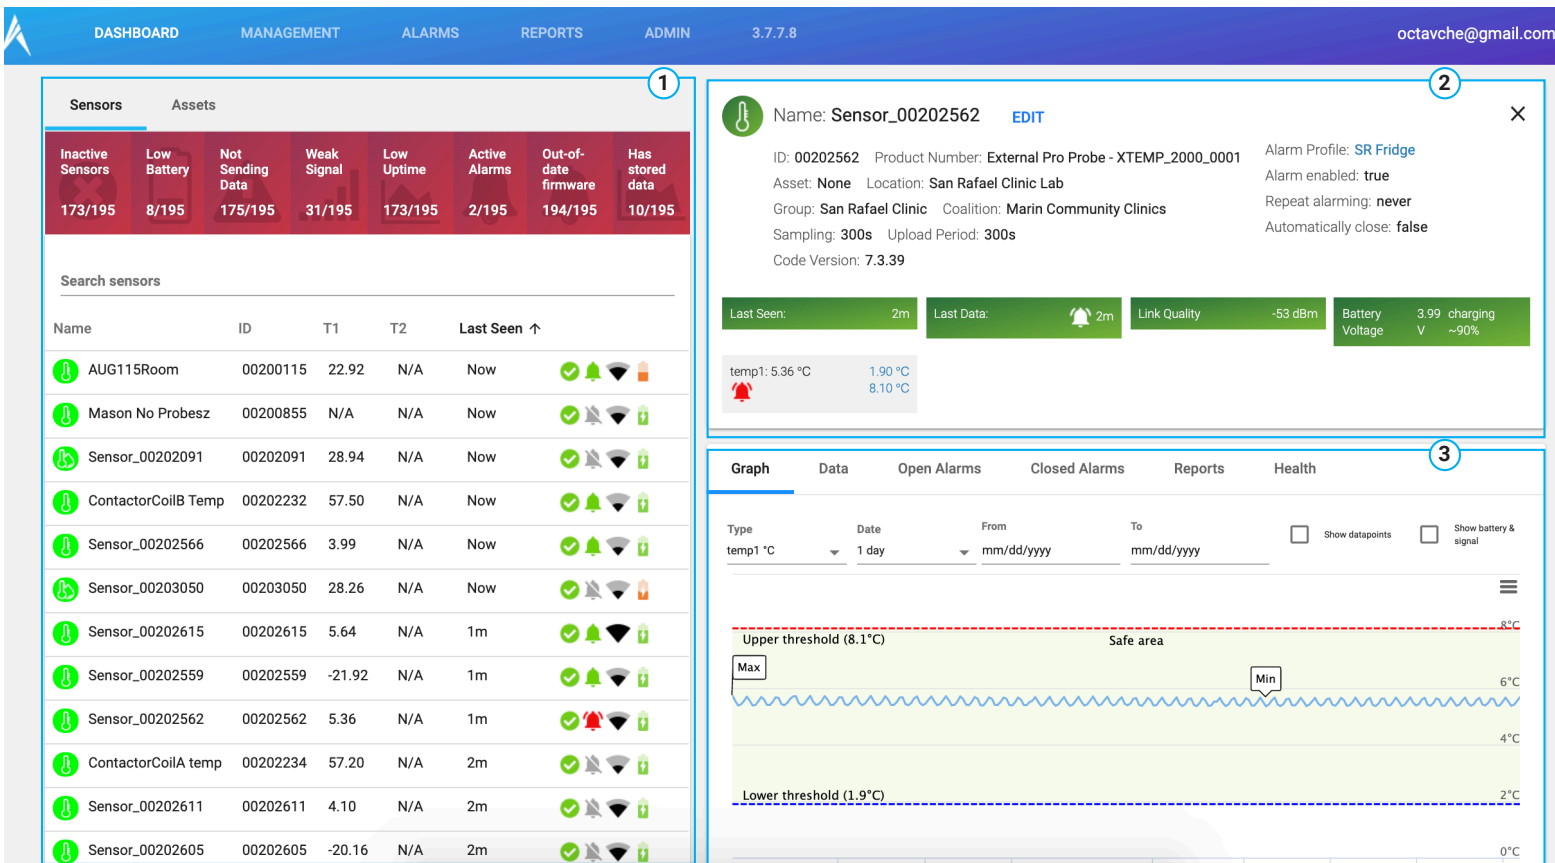 DASHBOARD MANAGEMENT ALARMS REPORTS ADMIN 3.7.7.8 octavche@gmail.com
1
Sensors Assets
Inactive Sensors 173/195
Low Battery 8/195
Not Sending Data 175/195
Weak Signal 31/195
Low Uptime 173/195
Active Alarms 2/195
Out-of-date firmware 194/195
Has stored data 10/195
Search sensors
Name ID T1 T2 Last Seen ↑
AUG115Room 00200115 22.92 N/A Now
Mason No Probesz 00200855 N/A N/A Now
Sensor_00202091 00202091 28.94 N/A Now
ContactorCoilB Temp 00202232 57.50 N/A Now
Sensor_00202566 00202566 3.99 N/A Now
Sensor_00203050 00203050 28.26 N/A Now
Sensor_00202615 00202615 5.64 N/A 1m
Sensor_00202559 00202559 -21.92 N/A 1m
Sensor_00202562 00202562 5.36 N/A 1m
ContactorCoilA temp 00202234 57.20 N/A 2m
Sensor_00202611 00202611 4.10 N/A 2m
Sensor_00202605 00202605 -20.16 N/A 2m
2
Name: Sensor_00202562 EDIT
ID: 00202562 Product Number: External Pro Probe - XTEMP_2000_0001
Asset: None Location: San Rafael Clinic Lab
Group: San Rafael Clinic Coalition: Marin Community Clinics
Sampling: 300s Upload Period: 300s
Code Version: 7.3.39
Alarm Profile: SR Fridge
Alarm enabled: true
Repeat alarming: never
Automatically close: false
Last Seen: 2m
Last Data: 2m
Link Quality -53 dBm
Battery 3.99 charging
Voltage V ~90%
temp1: 5.36 °C 1.90 °C
8.10 °C
3
Graph Data Open Alarms Closed Alarms Reports Health
Type Date From To
temp1 °C 1 day mm/dd/yyyy mm/dd/yyyy
Show datapoints
Show battery &
signal
8°C
Upper threshold (8.1°C) Safe area
Max
Min
6°C
4°C
Lower threshold (1.9°C) 2°C
0°C